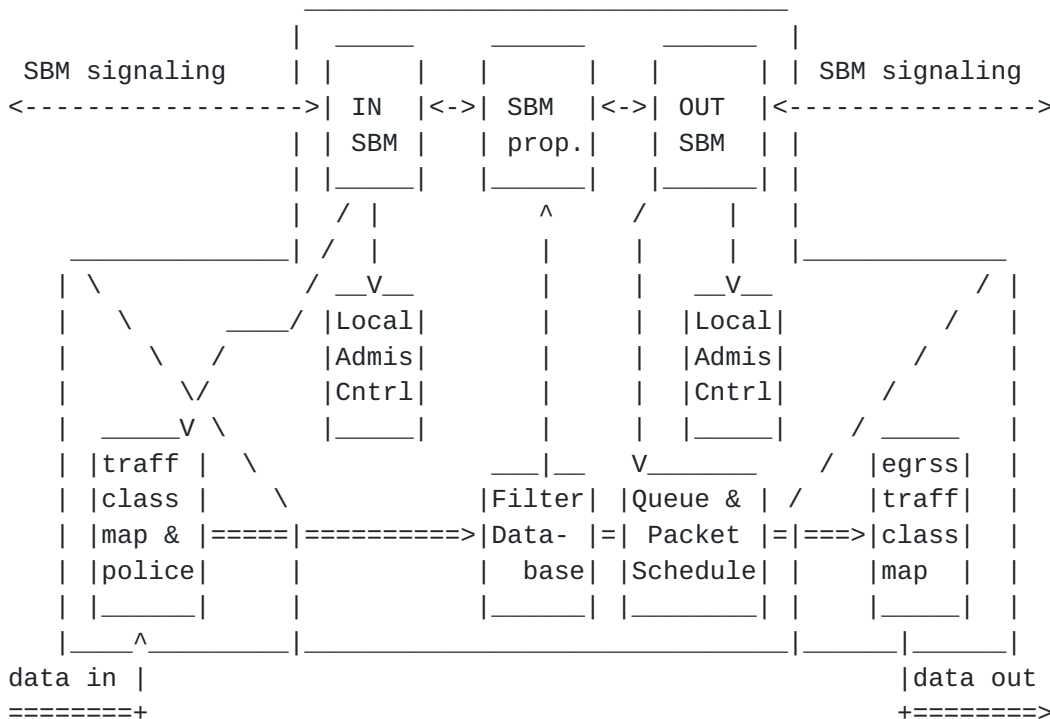 SBM signaling SBM signaling
IN SBM OUT
SBM prop. SBM
Local Local
Admis Admis
Cntrl Cntrl
traff egrss
class Filter Queue & traff
map & Data- Packet class
police base Schedule map
data in data out